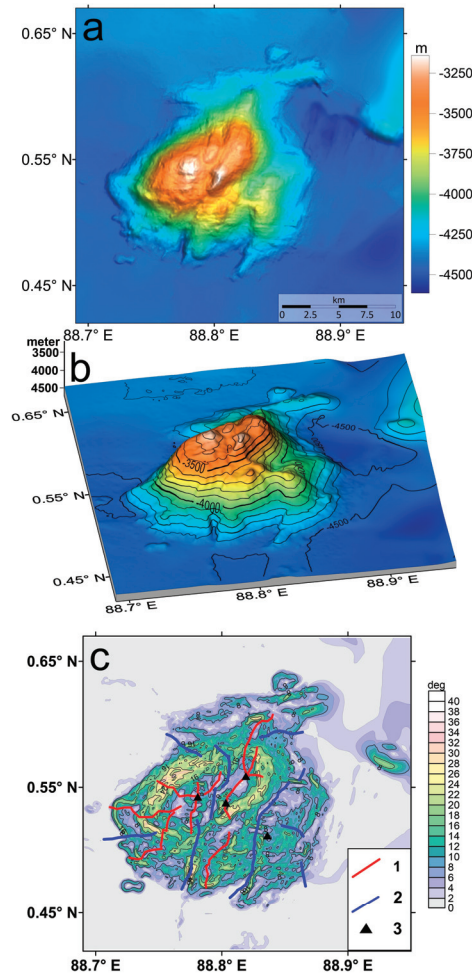 a
0.65° N
0.55° N
0.45° N
88.7° E
88.8° E
88.9° E
m
-3250
-3500
-3750
-4000
-4250
-4500
km
0 2.5 5 7.5 10
b
meter
3500
4000
4500
0.65° N
0.55° N
0.45° N
88.7° E
88.8° E
88.9° E
-3500
-4000
-4500
-4500
c
0.65° N
0.55° N
0.45° N
88.7° E
88.8° E
88.9° E
deg
40
38
36
34
32
30
28
26
24
22
20
18
16
14
12
10
8
6
4
2
0
1
2
3